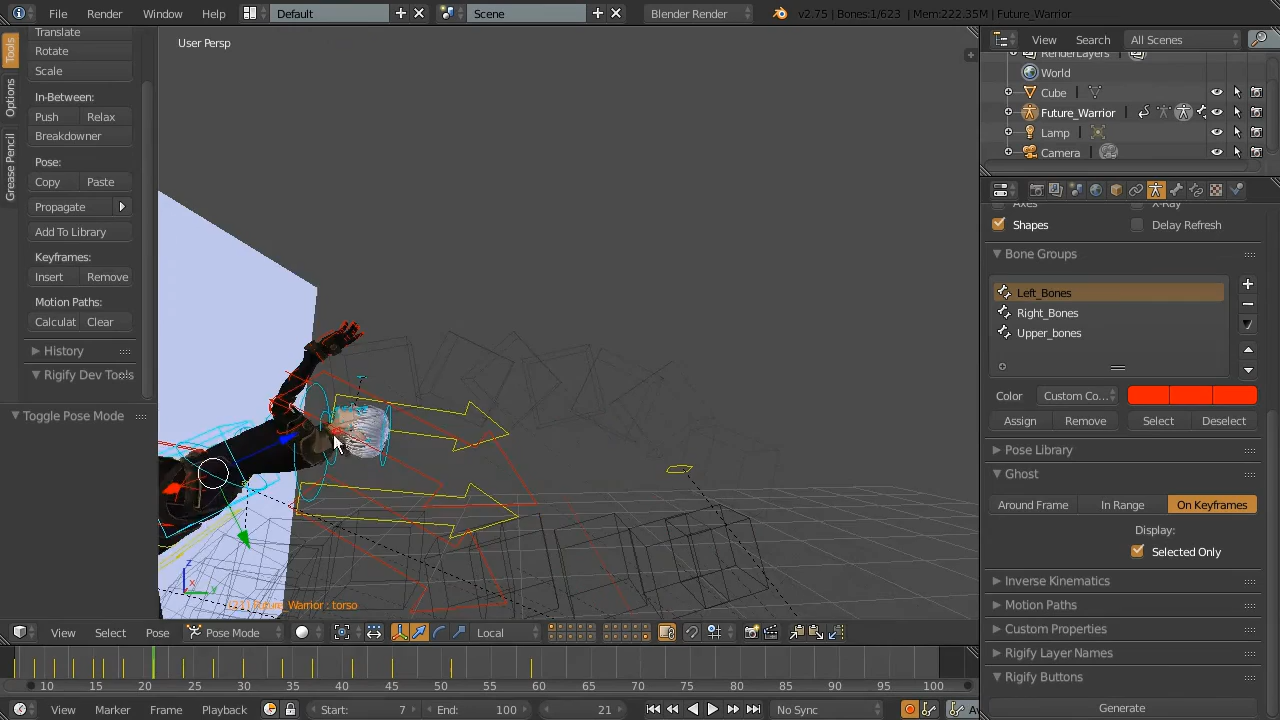 File Render Window Help Default Scene Blender Render v2.75 | Bones:1/623 | Mem:222.35M | Future_Warrior
Tools
Options
Grease Pencil
Translate
Rotate
Scale
In-Between:
Push Relax
Breakdowner
Pose:
Copy Paste
Propagate
Add To Library
Keyframes:
Insert Remove
Motion Paths:
Calculat Clear
History
Rigify Dev Tools
Toggle Pose Mode
User Persp
Future_Warrior : torso
View Select Pose Pose Mode Local
10 15 20 25 30 35 40 45 50 55 60 65 70 75 80 85 90 95 100
View Marker Frame Playback Start: 7 End: 100 21 No Sync
View Search All Scenes
RenderLayers
World
Cube
Future_Warrior
Lamp
Camera
Axes X-Ray
Shapes Delay Refresh
Bone Groups
Left_Bones
Right_Bones
Upper_bones
Color Custom Co...
Assign Remove Select Deselect
Pose Library
Ghost
Around Frame In Range On Keyframes
Display:
Selected Only
Inverse Kinematics
Motion Paths
Custom Properties
Rigify Layer Names
Rigify Buttons
Generate